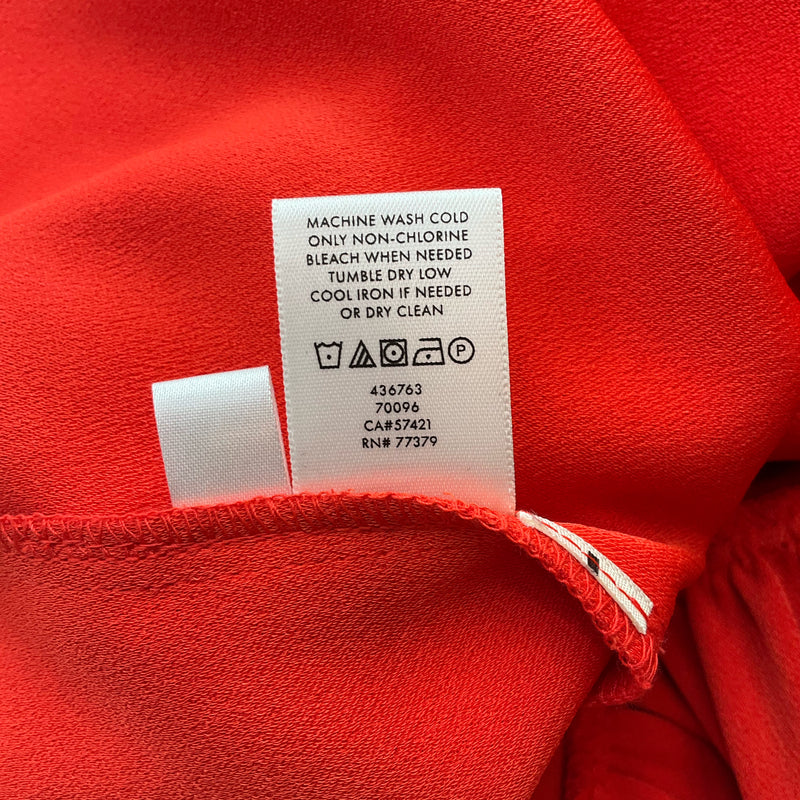 MACHINE WASH COLD
ONLY NON-CHLORINE
BLEACH WHEN NEEDED
TUMBLE DRY LOW
COOL IRON IF NEEDED
OR DRY CLEAN
P
436763
70096
CA#57421
RN# 77379